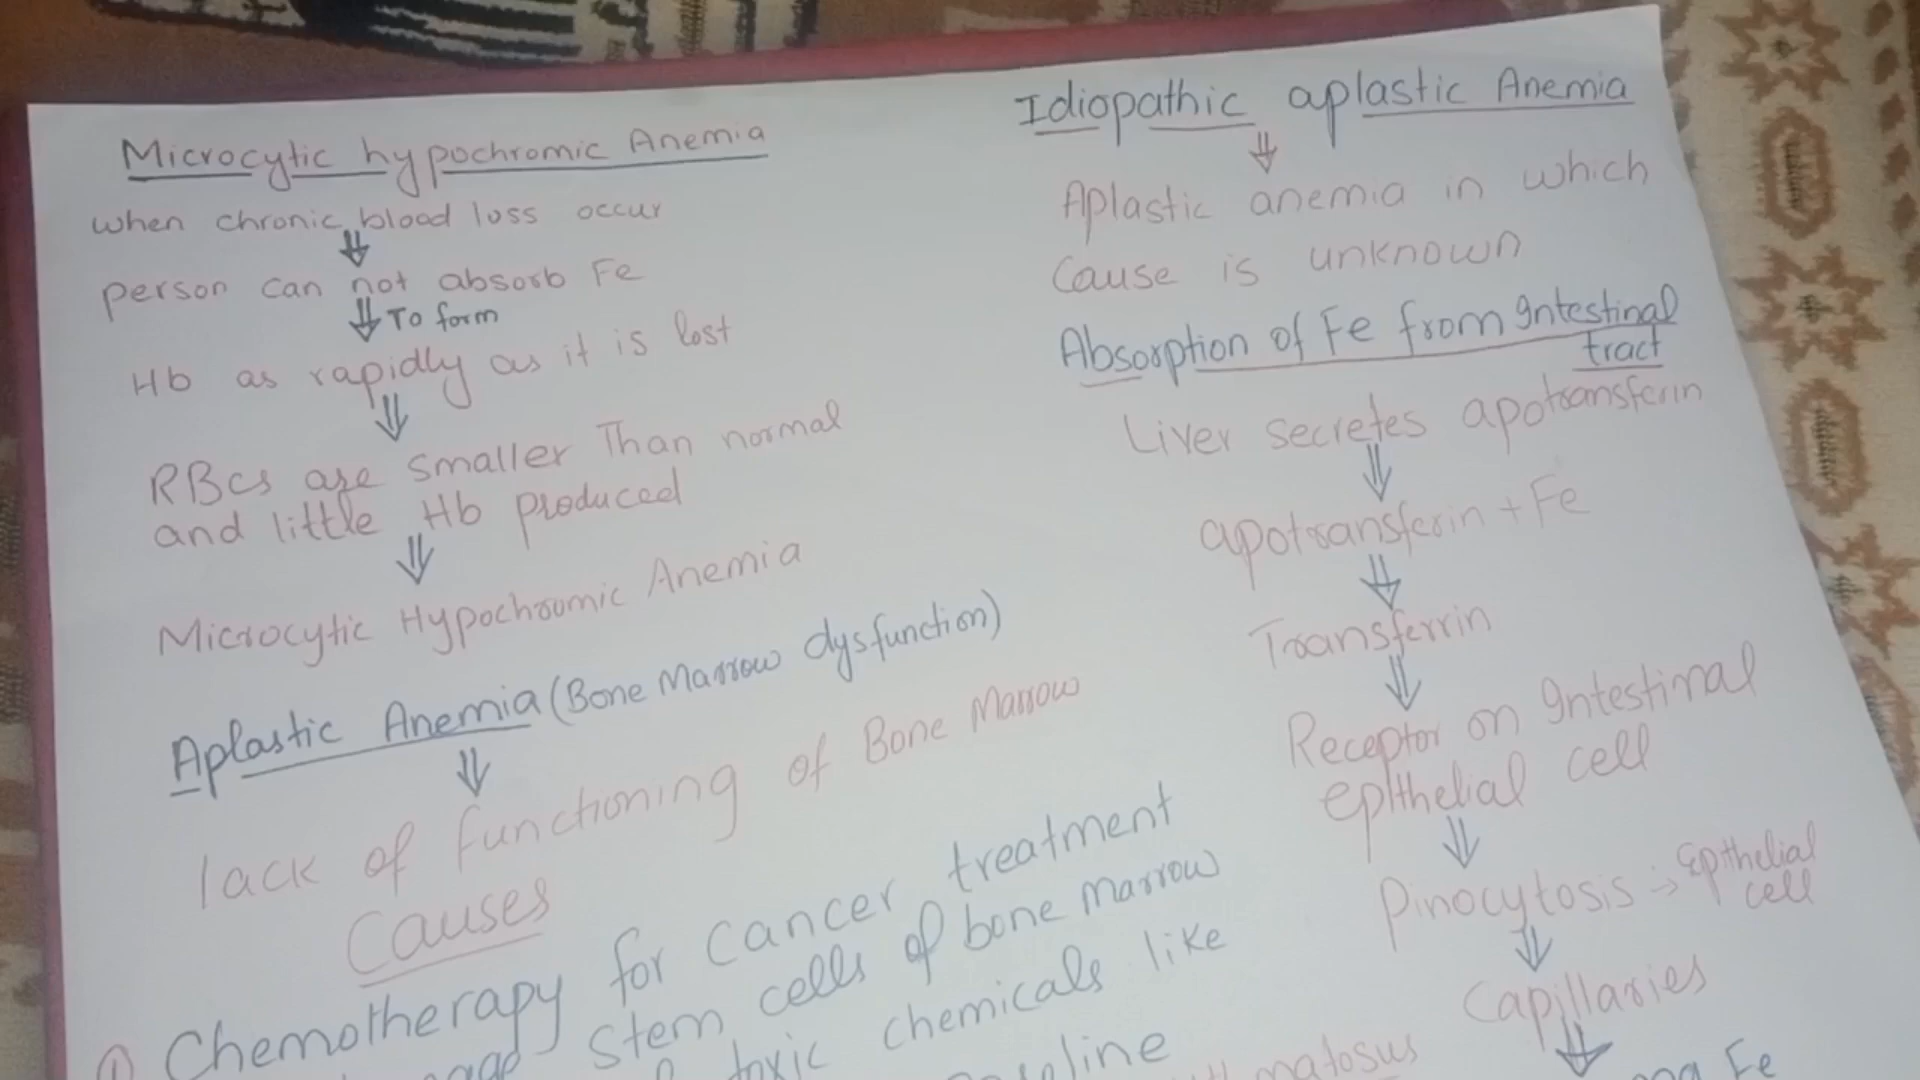 Microcytic hypochromic Anemia
when chronic blood loss occur
person can not absorb Fe
To form
Hb as rapidly as it is lost
RBCs are smaller Than normal
and little Hb produced
Microcytic Hypochromic Anemia
Aplastic Anemia (Bone Marrow dysfunction)
lack of functioning of Bone Marrow
Causes
① Chemotherapy for cancer treatment
stem cells of bone marrow
toxic chemicals like
Idiopathic aplastic Anemia
Aplastic anemia in which
Cause is unknown
Absorption of Fe from Intestinal
tract
Liver secretes apotransferin
apotransferin + Fe
Transferrin
Receptor on Intestinal
epithelial cell
Pinocytosis → Epithelial
cell
Capillaries
Fe